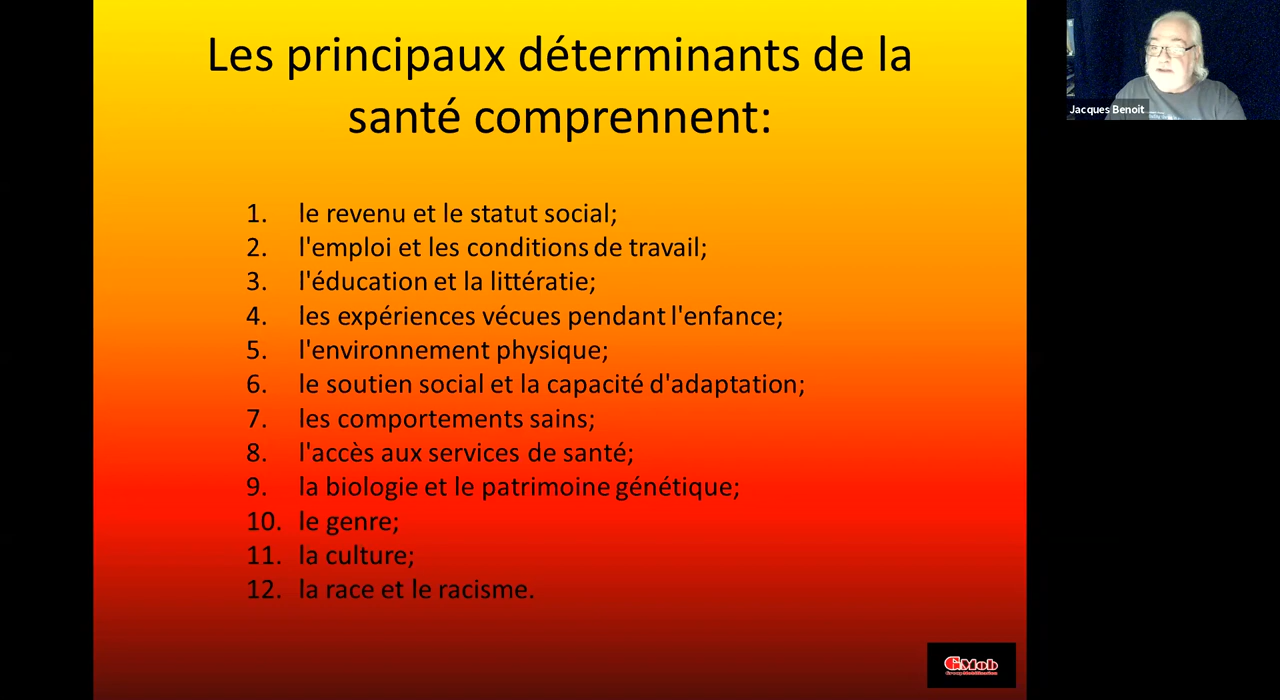 Les principaux déterminants de la
santé comprennent:
1. le revenu et le statut social;
2. l'emploi et les conditions de travail;
3. l'éducation et la littératie;
4. les expériences vécues pendant l'enfance;
5. l'environnement physique;
6. le soutien social et la capacité d'adaptation;
7. les comportements sains;
8. l'accès aux services de santé;
9. la biologie et le patrimoine génétique;
10. le genre;
11. la culture;
12. la race et le racisme.
Jacques Benoit
GMob